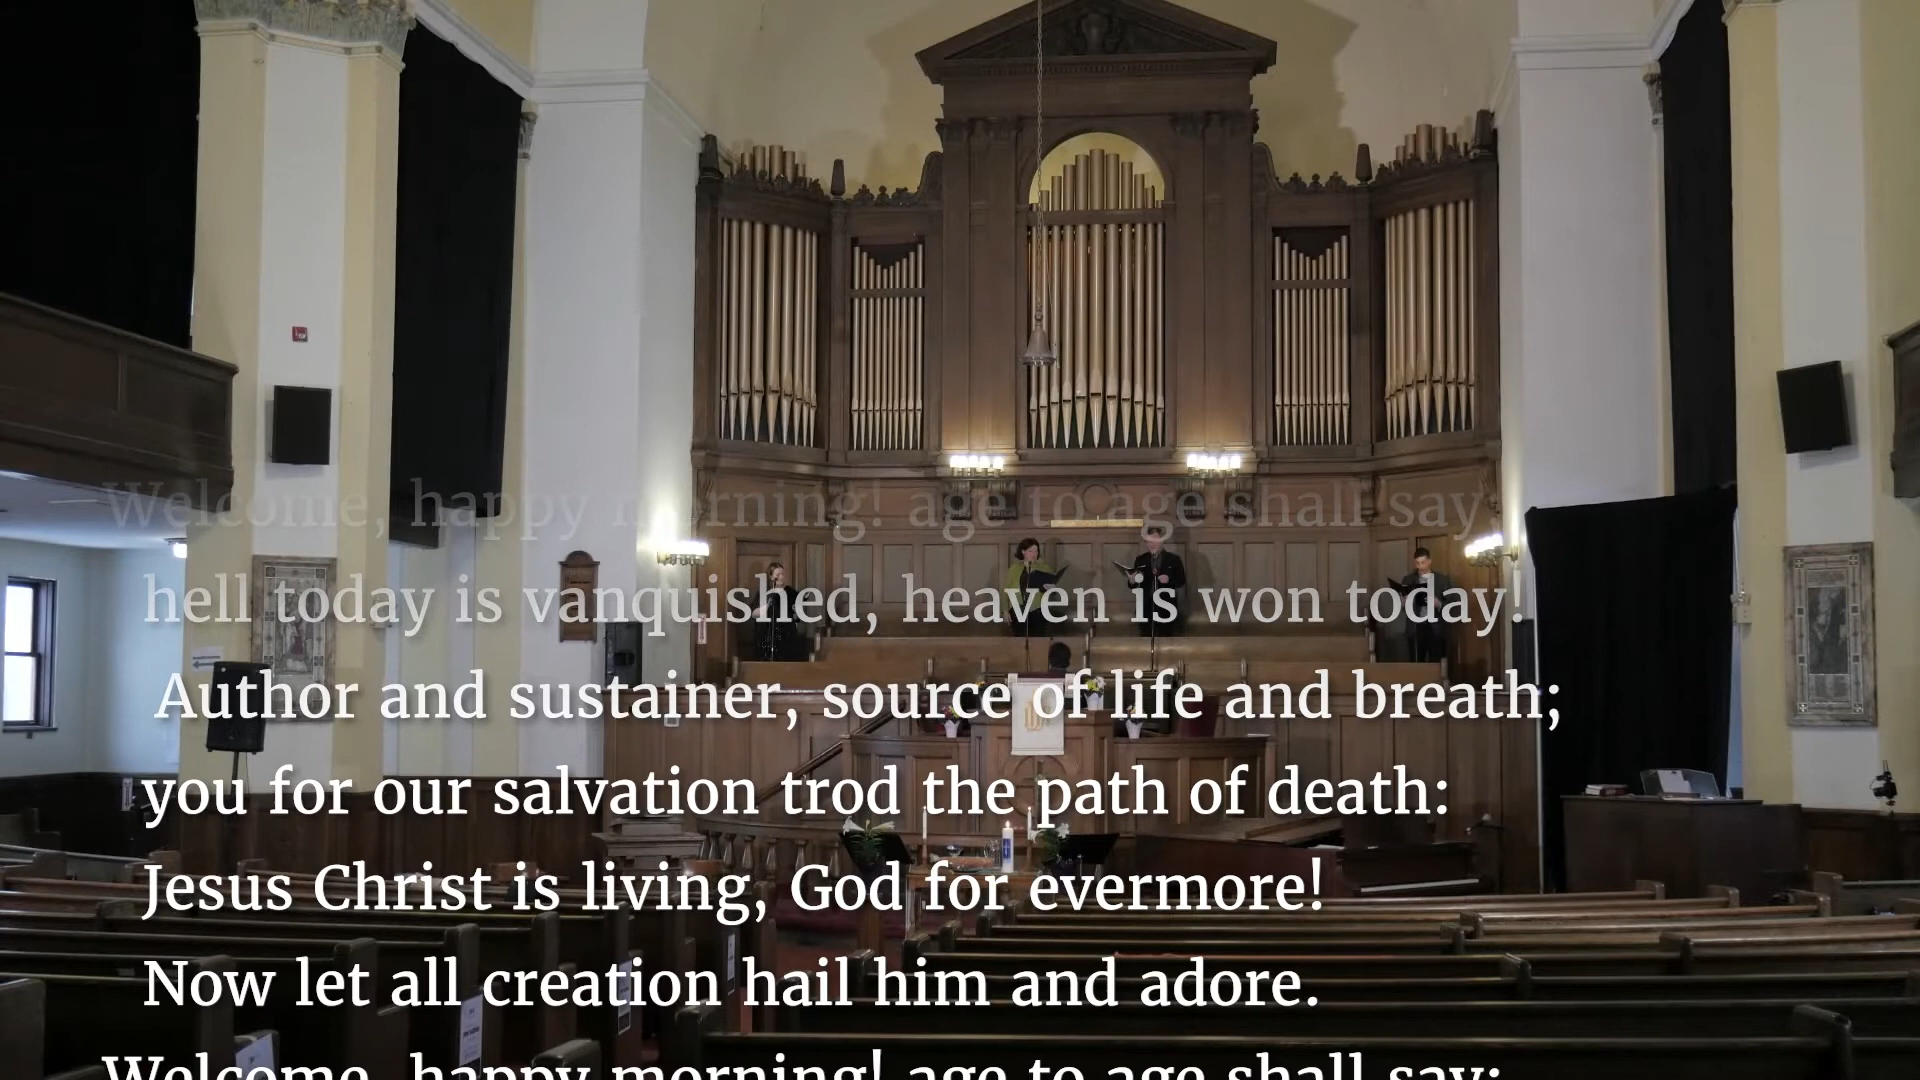 Welcome, happy morning! age to age shall say:
hell today is vanquished, heaven is won today!
Author and sustainer, source of life and breath;
you for our salvation trod the path of death:
Jesus Christ is living, God for evermore!
Now let all creation hail him and adore.
Welcome, happy morning! age to age shall say: